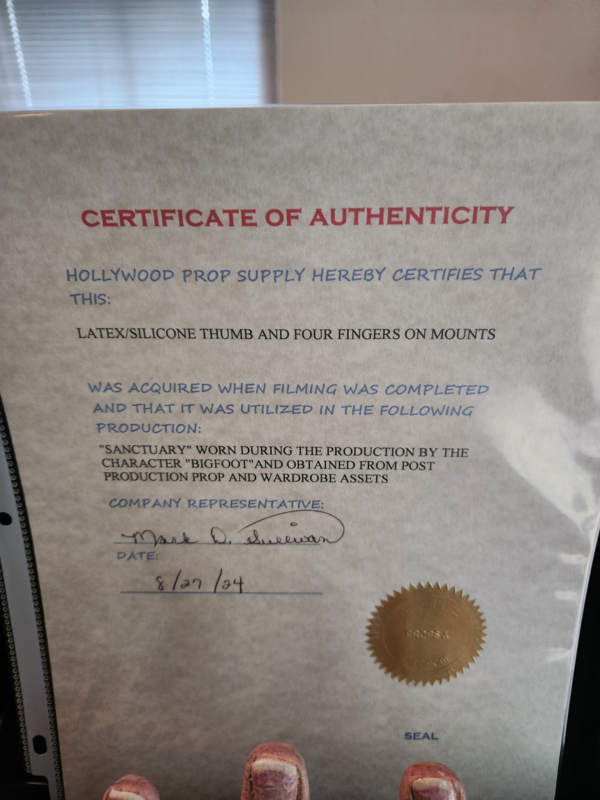 CERTIFICATE OF AUTHENTICITY
HOLLYWOOD PROP SUPPLY HEREBY CERTIFIES THAT
THIS:
LATEX/SILICONE THUMB AND FOUR FINGERS ON MOUNTS
WAS ACQUIRED WHEN FILMING WAS COMPLETED
AND THAT IT WAS UTILIZED IN THE FOLLOWING
PRODUCTION:
"SANCTUARY" WORN DURING THE PRODUCTION BY THE
CHARACTER "BIGFOOT"AND OBTAINED FROM POST
PRODUCTION PROP AND WARDROBE ASSETS
COMPANY REPRESENTATIVE:
Mark D. Sullivan
DATE:
8/27/24
PROPS &
SEAL